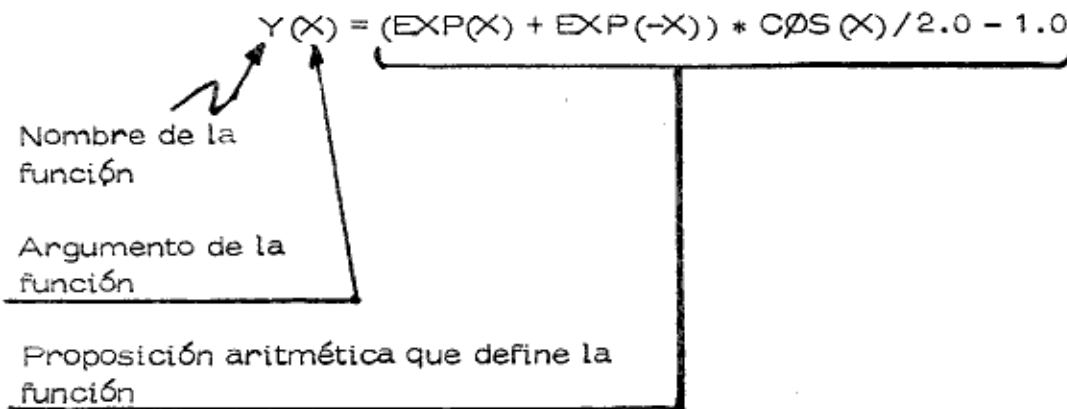 Y(X) = (EXP(X) + EXP(-X)) * CØS(X)/2.0 - 1.0
Nombre de la
función
Argumento de la
función
Proposición aritmética que define la
función